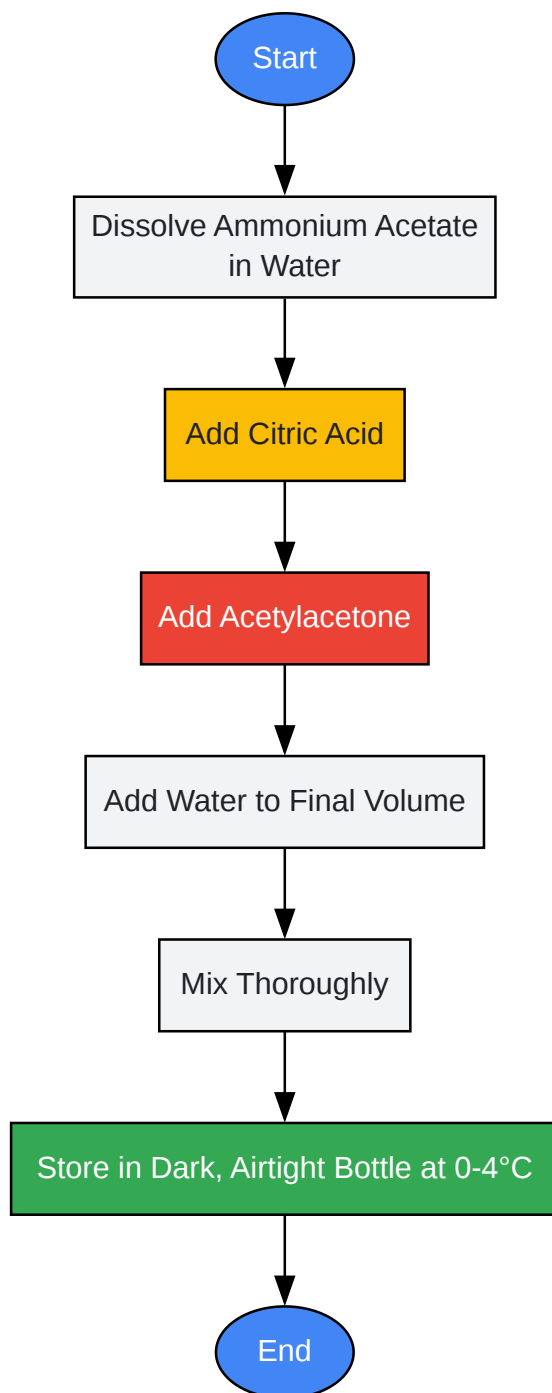 Start
Dissolve Ammonium Acetate
in Water
Add Citric Acid
Add Acetylacetone
Add Water to Final Volume
Mix Thoroughly
Store in Dark, Airtight Bottle at 0-4°C
End